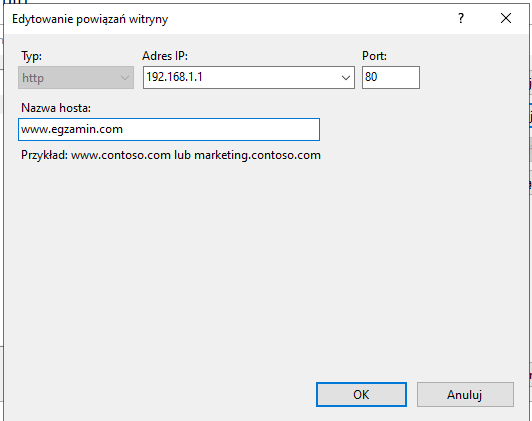 Edytowanie powiązań witryny
?
Typ: Adres IP: Port:
http 192.168.1.1 80
Nazwa hosta:
www.egzamin.com
Przykład: www.contoso.com lub marketing.contoso.com
OK Anuluj